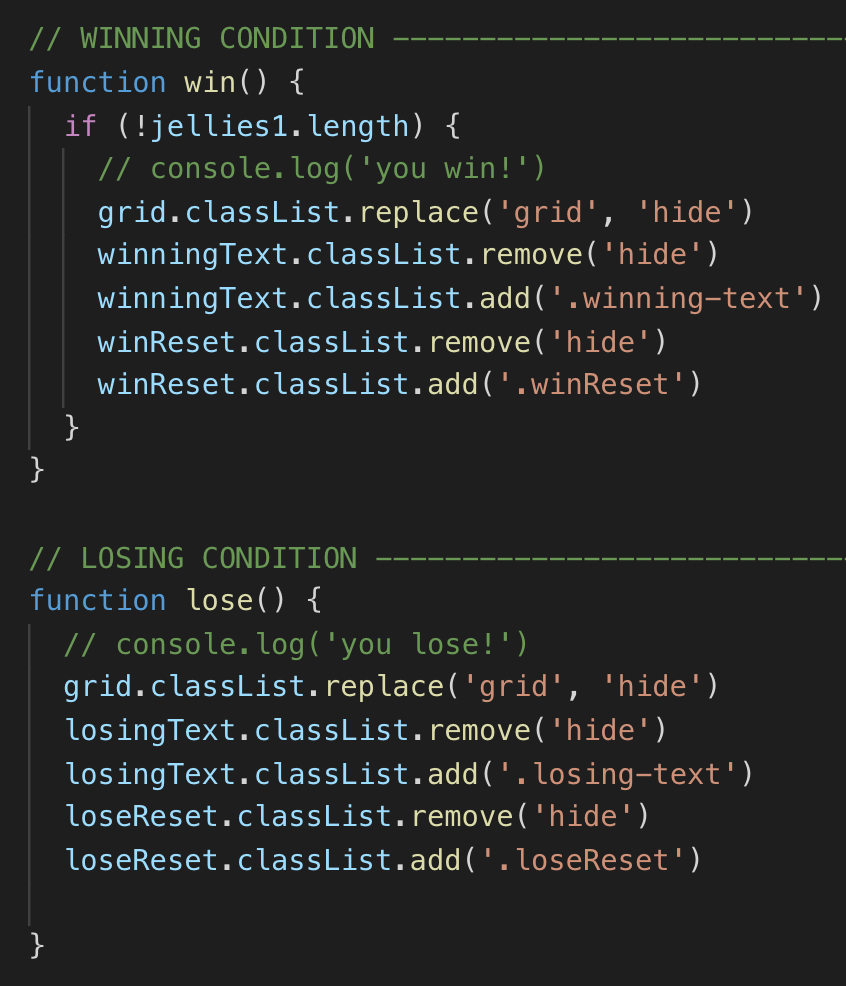 // WINNING CONDITION ---------------------------
function win() {
  if (!jellies1.length) {
    // console.log('you win!')
    grid.classList.replace('grid', 'hide')
    winningText.classList.remove('hide')
    winningText.classList.add('.winning-text')
    winReset.classList.remove('hide')
    winReset.classList.add('.winReset')
  }
}

// LOSING CONDITION ----------------------------
function lose() {
  // console.log('you lose!')
  grid.classList.replace('grid', 'hide')
  losingText.classList.remove('hide')
  losingText.classList.add('.losing-text')
  loseReset.classList.remove('hide')
  loseReset.classList.add('.loseReset')

}